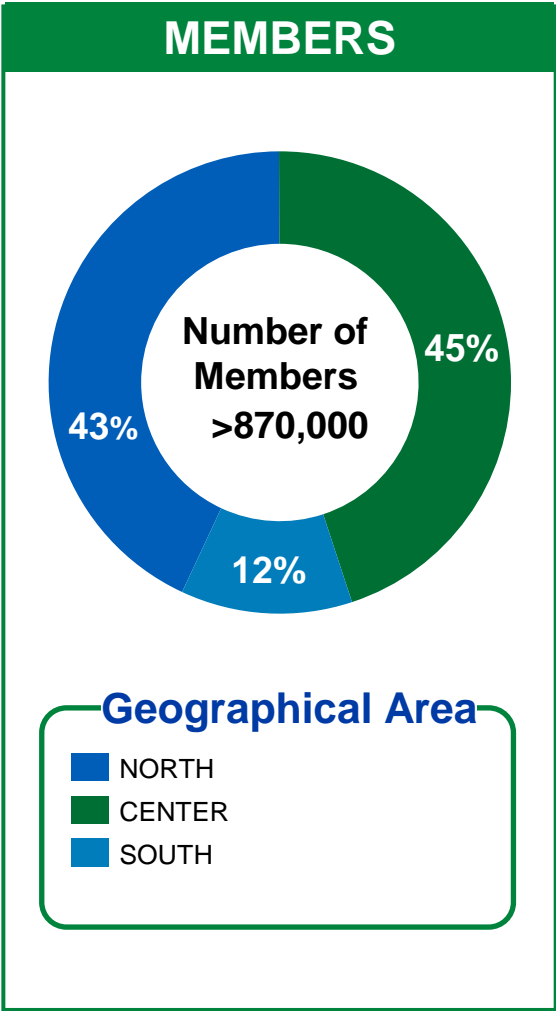 MEMBERS
Number of
Members
>870,000
45%
43%
12%
Geographical Area
NORTH
CENTER
SOUTH